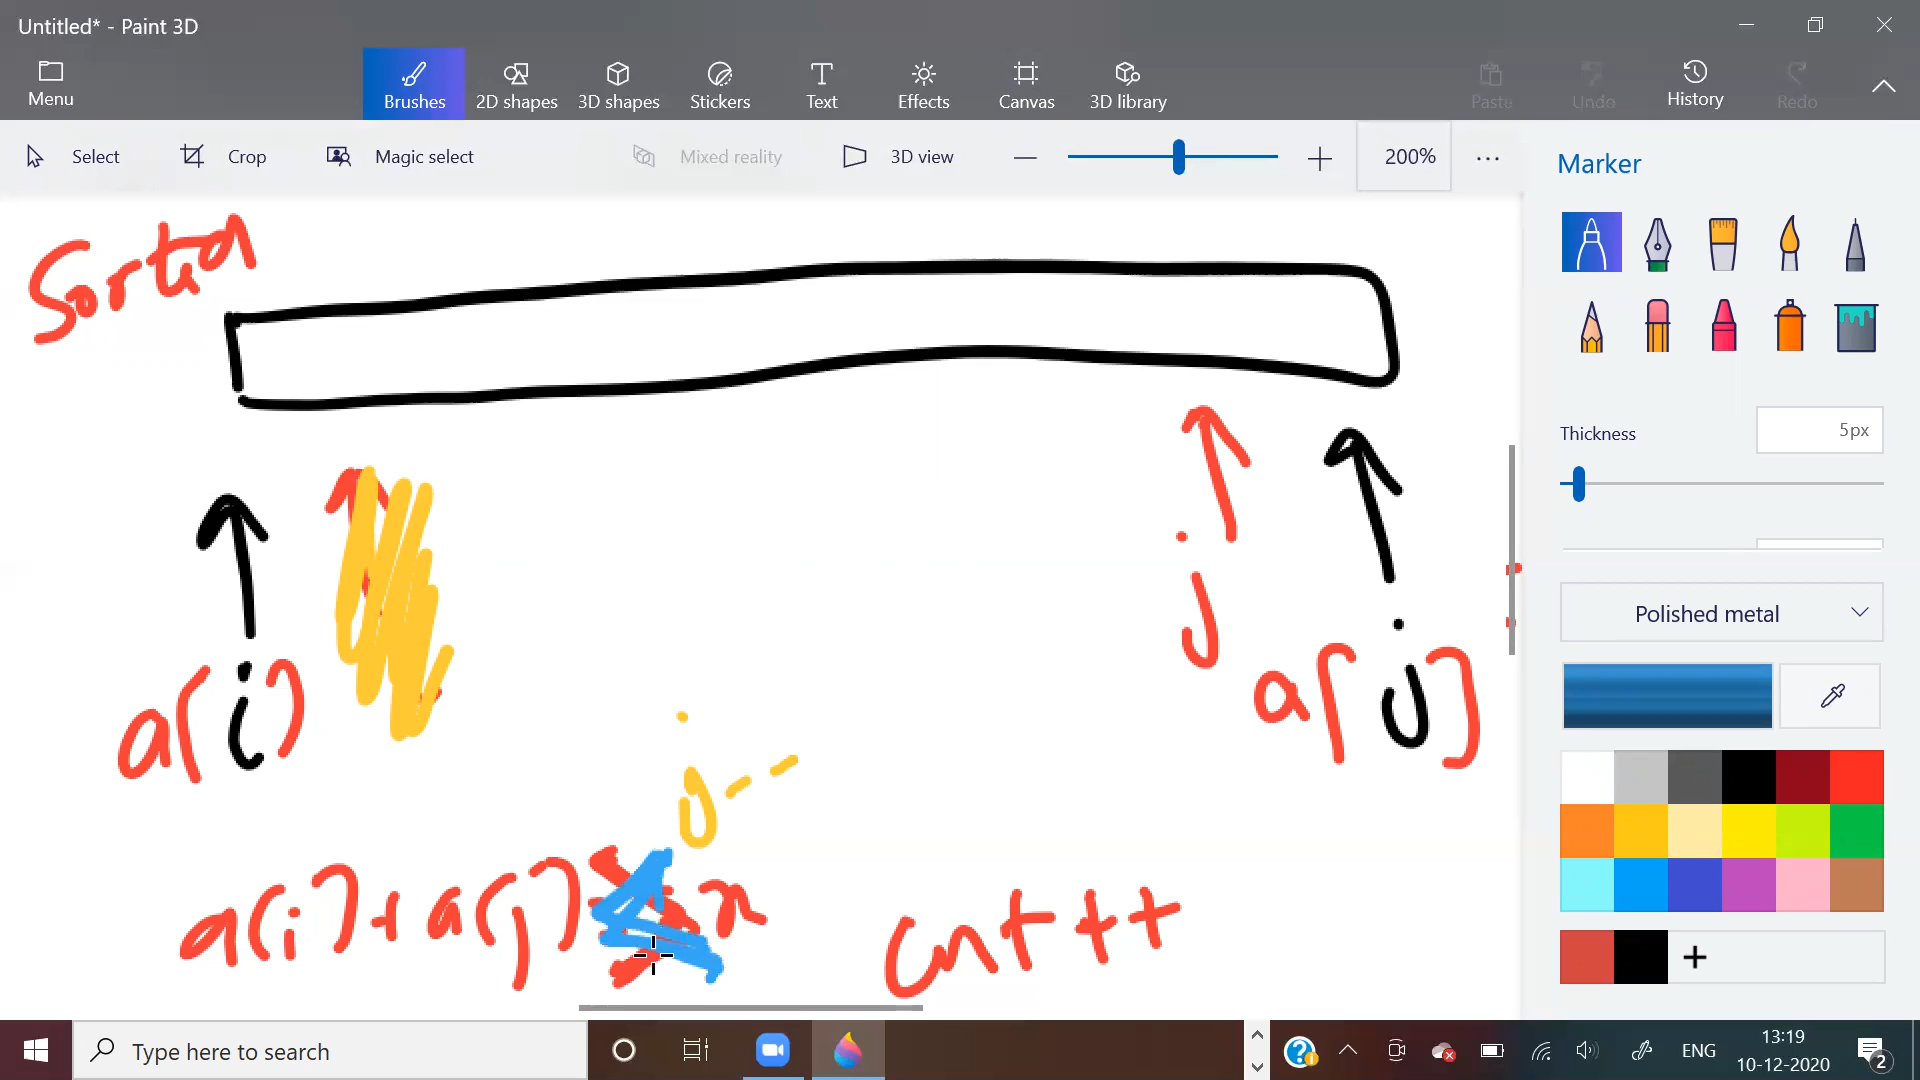 Untitled* - Paint 3D
Menu
Brushes
2D shapes
3D shapes
Stickers
Text
Effects
Canvas
3D library
Paste
Undo
History
Redo
Select
Crop
Magic select
Mixed reality
3D view
200%
Marker
Thickness
5px
Polished metal
Sorted
j
a(i)
a[j]
j--
a(i)+a(j)
x
cnt++
Type here to search
ENG
13:19
10-12-2020
2